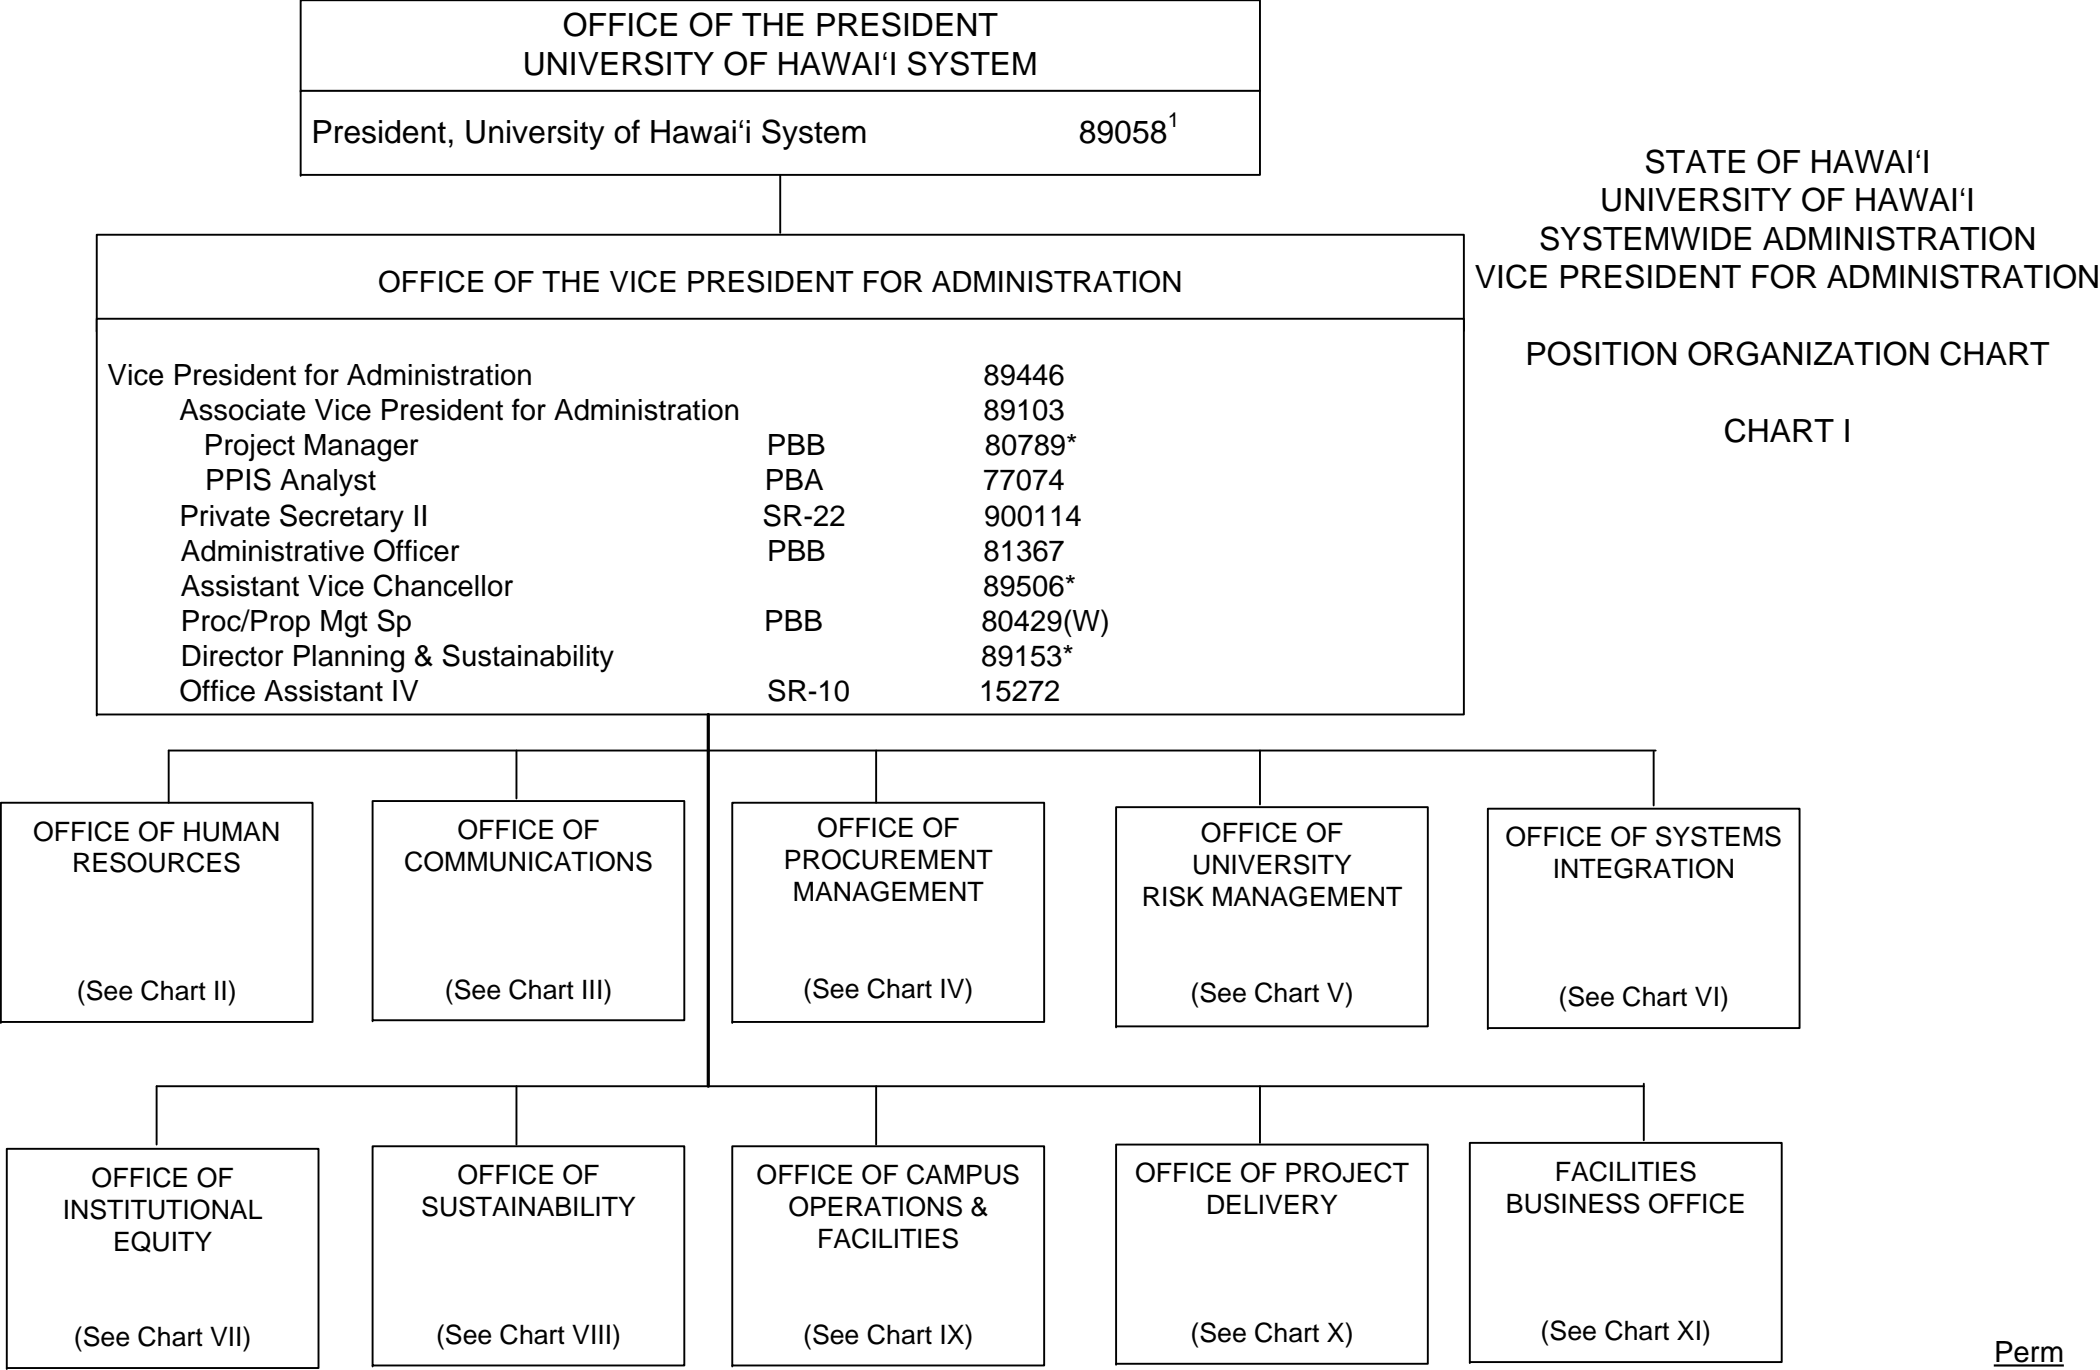 OFFICE OF THE PRESIDENT
UNIVERSITY OF HAWAI‘I SYSTEM
President, University of Hawai‘i System 89058¹
STATE OF HAWAI‘I
UNIVERSITY OF HAWAI‘I
SYSTEMWIDE ADMINISTRATION
VICE PRESIDENT FOR ADMINISTRATION
POSITION ORGANIZATION CHART
CHART I
OFFICE OF THE VICE PRESIDENT FOR ADMINISTRATION
Vice President for Administration 89446
Associate Vice President for Administration 89103
Project Manager PBB 80789*
PPIS Analyst PBA 77074
Private Secretary II SR-22 900114
Administrative Officer PBB 81367
Assistant Vice Chancellor 89506*
Proc/Prop Mgt Sp PBB 80429(W)
Director Planning & Sustainability 89153*
Office Assistant IV SR-10 15272
OFFICE OF HUMAN
RESOURCES
(See Chart II)
OFFICE OF
COMMUNICATIONS
(See Chart III)
OFFICE OF
PROCUREMENT
MANAGEMENT
(See Chart IV)
OFFICE OF
UNIVERSITY
RISK MANAGEMENT
(See Chart V)
OFFICE OF SYSTEMS
INTEGRATION
(See Chart VI)
OFFICE OF
INSTITUTIONAL
EQUITY
(See Chart VII)
OFFICE OF
SUSTAINABILITY
(See Chart VIII)
OFFICE OF CAMPUS
OPERATIONS &
FACILITIES
(See Chart IX)
OFFICE OF PROJECT
DELIVERY
(See Chart X)
FACILITIES
BUSINESS OFFICE
(See Chart XI)
Perm